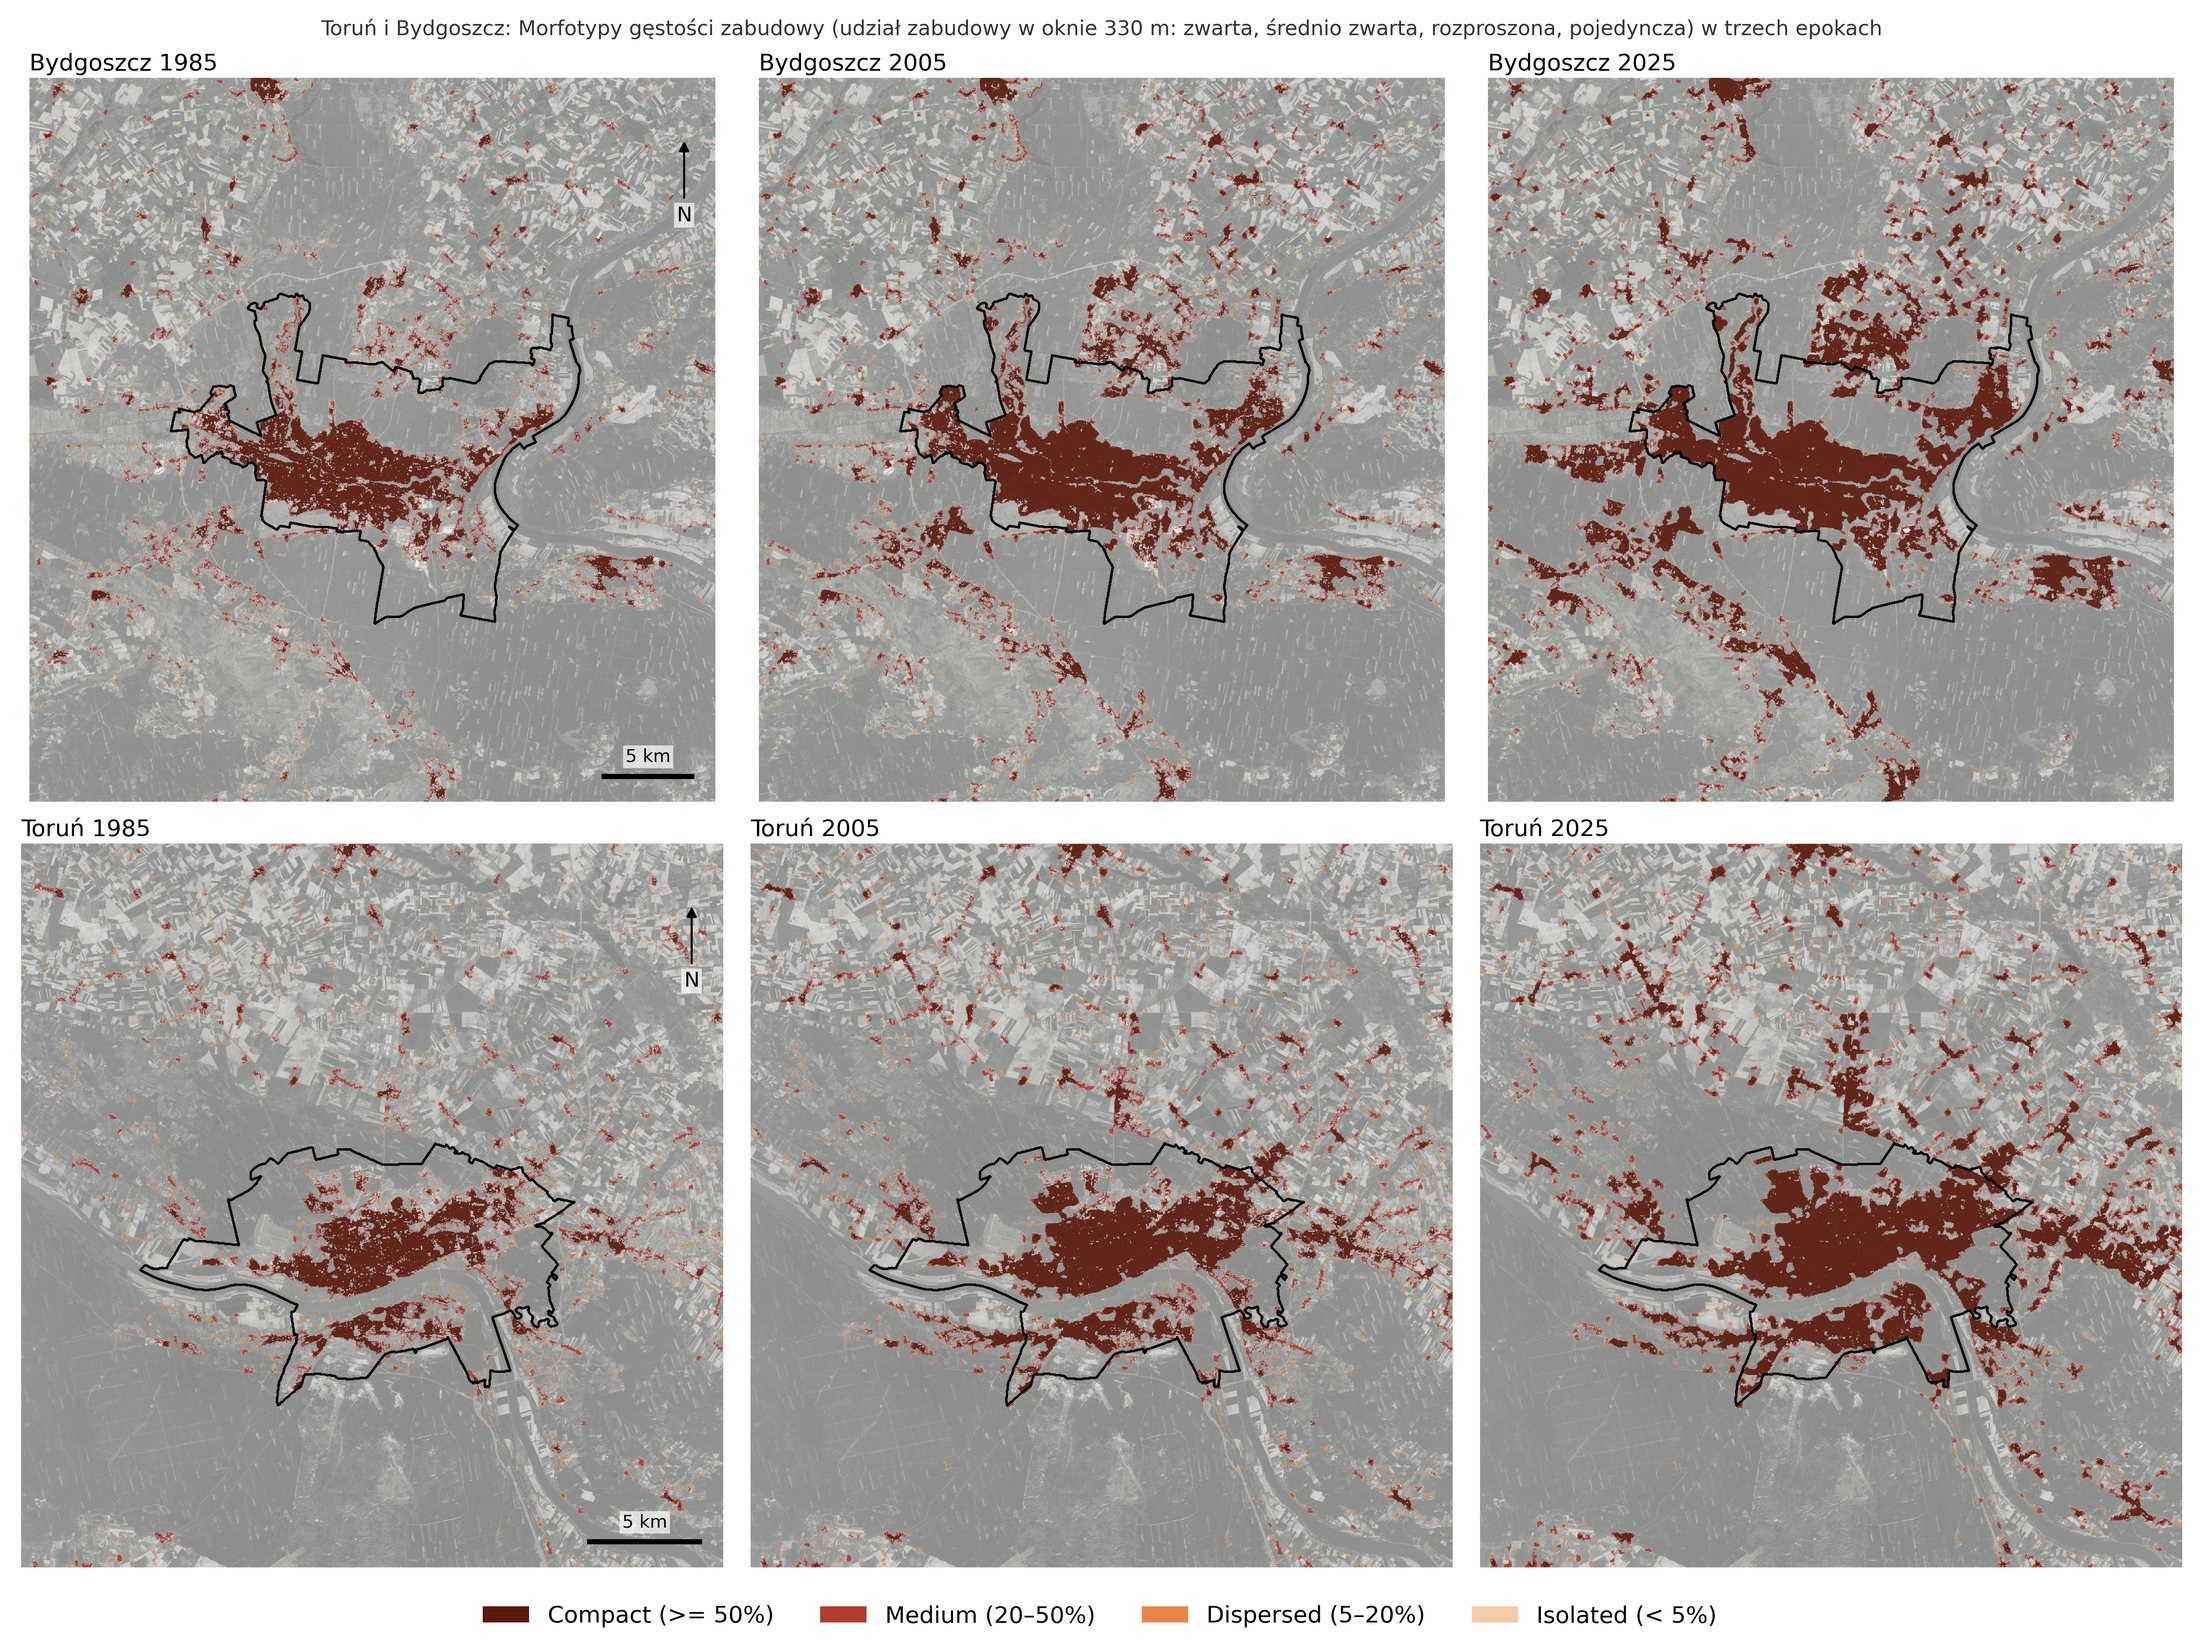 Toruń i Bydgoszcz: Morfotypy gęstości zabudowy (udział zabudowy w oknie 330 m: zwarta, średnio zwarta, rozproszona, pojedyncza) w trzech epokach
Bydgoszcz 1985
Bydgoszcz 2005
Bydgoszcz 2025
N
5 km
Toruń 1985
Toruń 2005
Toruń 2025
N
5 km
Compact (>= 50%)
Medium (20–50%)
Dispersed (5–20%)
Isolated (< 5%)